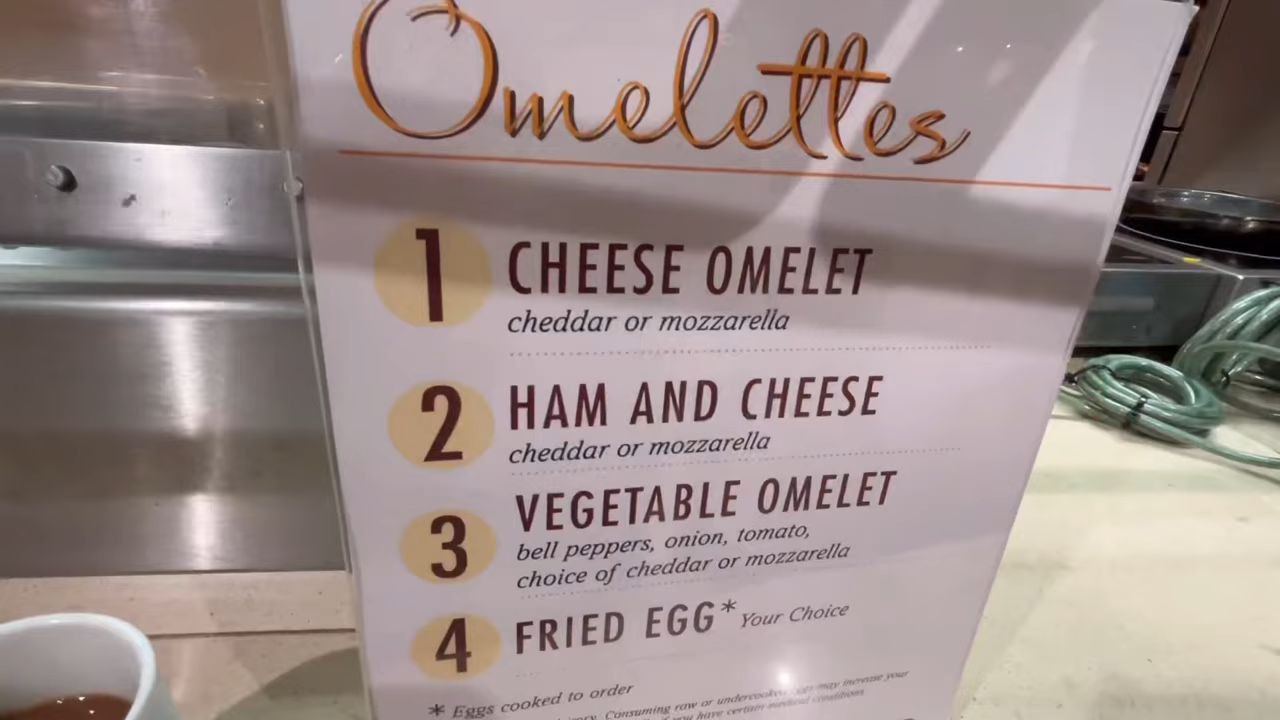 Omelettes
1 CHEESE OMELET
cheddar or mozzarella
2 HAM AND CHEESE
cheddar or mozzarella
3 VEGETABLE OMELET
bell peppers, onion, tomato,
choice of cheddar or mozzarella
4 FRIED EGG* Your Choice
* Eggs cooked to order
Consuming raw or undercooked eggs may increase your
if you have certain medical conditions